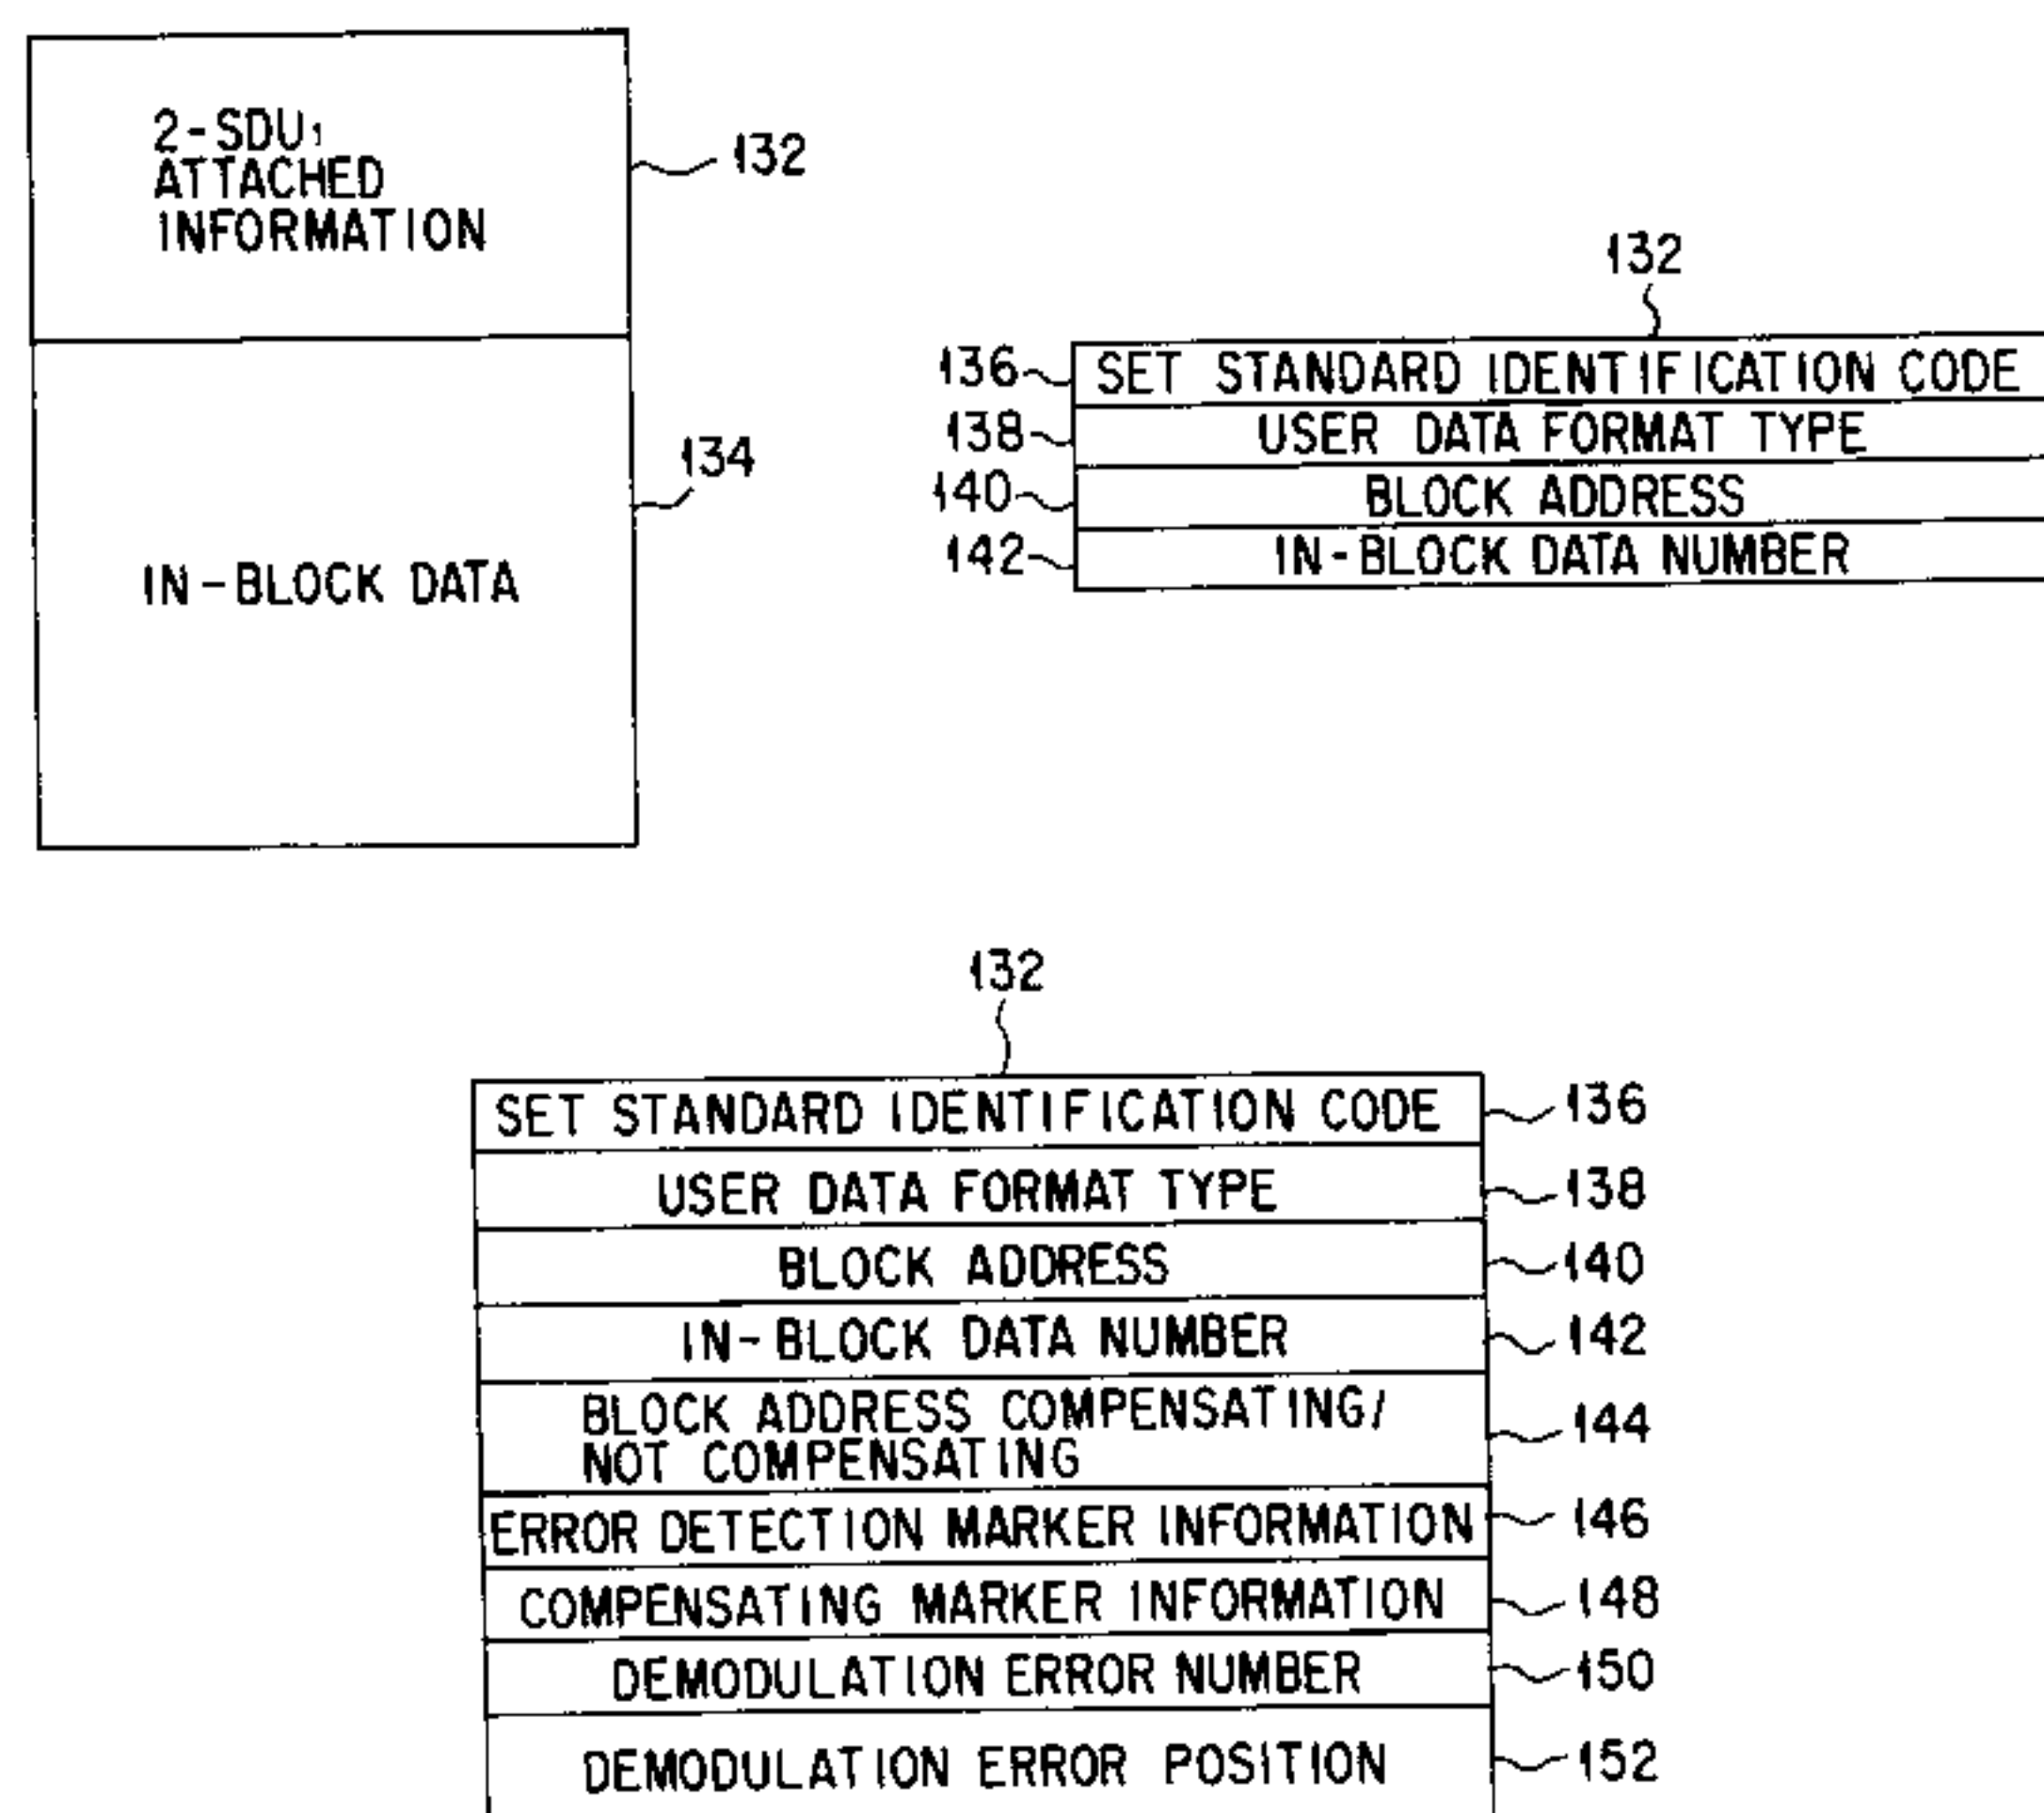 2-SDU1
ATTACHED
INFORMATION
132
IN-BLOCK DATA
134
132
136 SET STANDARD IDENTIFICATION CODE
138 USER DATA FORMAT TYPE
140 BLOCK ADDRESS
142 IN-BLOCK DATA NUMBER
132
SET STANDARD IDENTIFICATION CODE 136
USER DATA FORMAT TYPE 138
BLOCK ADDRESS 140
IN-BLOCK DATA NUMBER 142
BLOCK ADDRESS COMPENSATING/
NOT COMPENSATING 144
ERROR DETECTION MARKER INFORMATION 146
COMPENSATING MARKER INFORMATION 148
DEMODULATION ERROR NUMBER 150
DEMODULATION ERROR POSITION 152